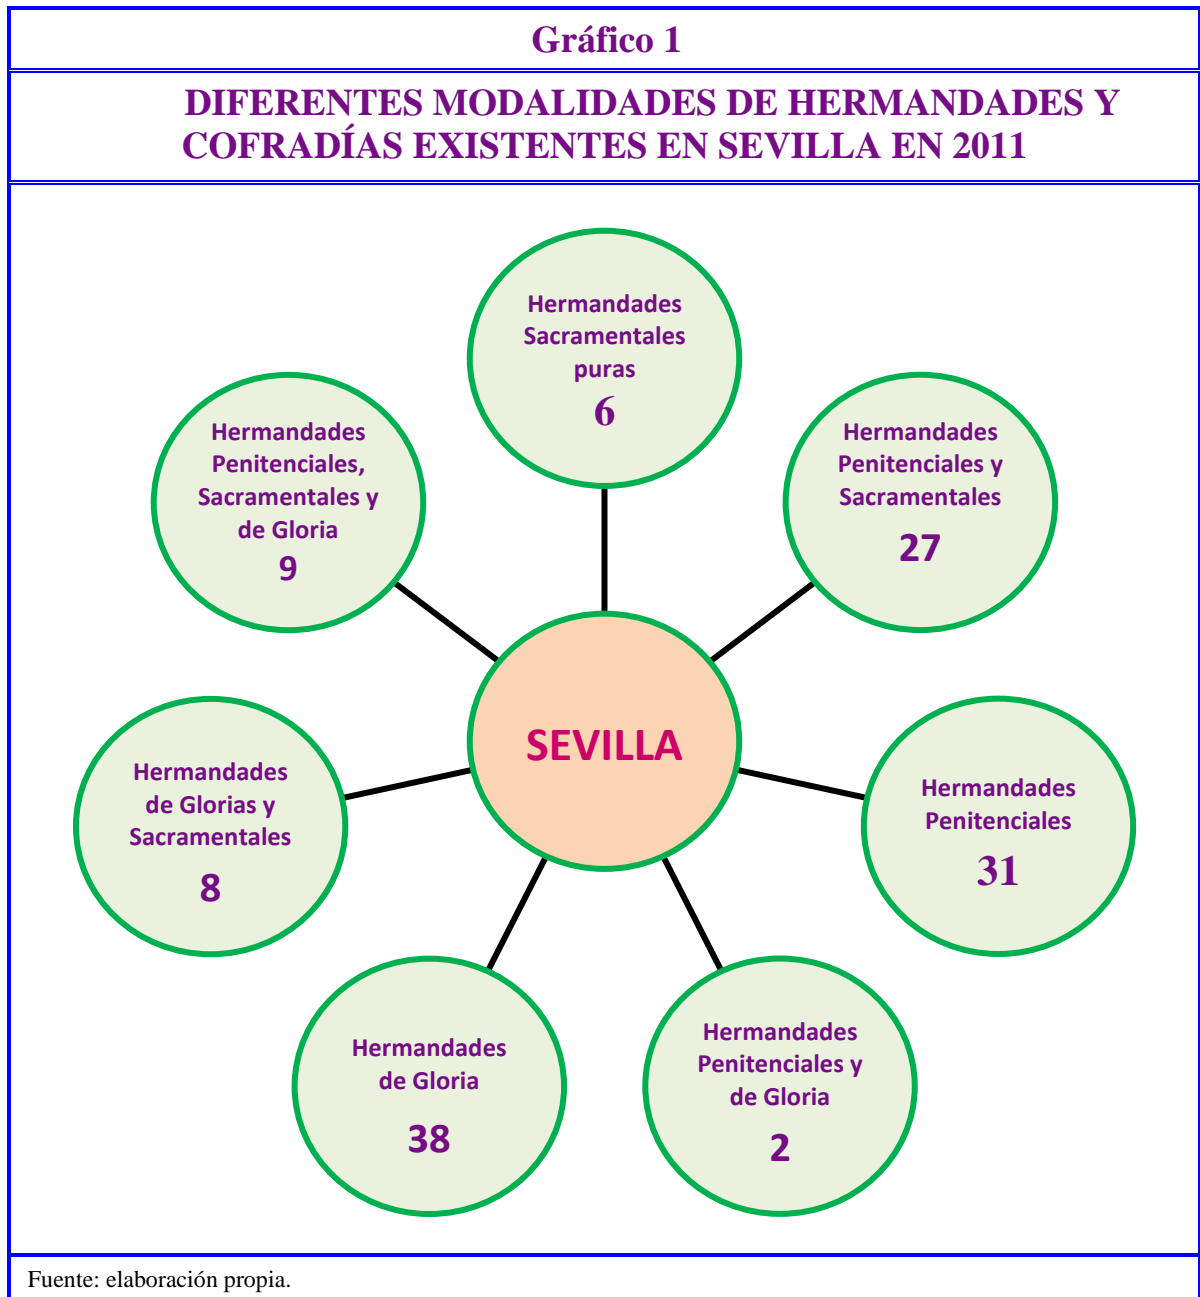 Gráfico 1
DIFERENTES MODALIDADES DE HERMANDADES Y
COFRADÍAS EXISTENTES EN SEVILLA EN 2011
Hermandades
Sacramentales
puras
6
Hermandades
Penitenciales y
Sacramentales
27
Hermandades
Penitenciales
31
Hermandades
Penitenciales y
de Gloria
2
Hermandades
de Gloria
38
Hermandades
de Glorias y
Sacramentales
8
Hermandades
Penitenciales,
Sacramentales y
de Gloria
9
SEVILLA
Fuente: elaboración propia.